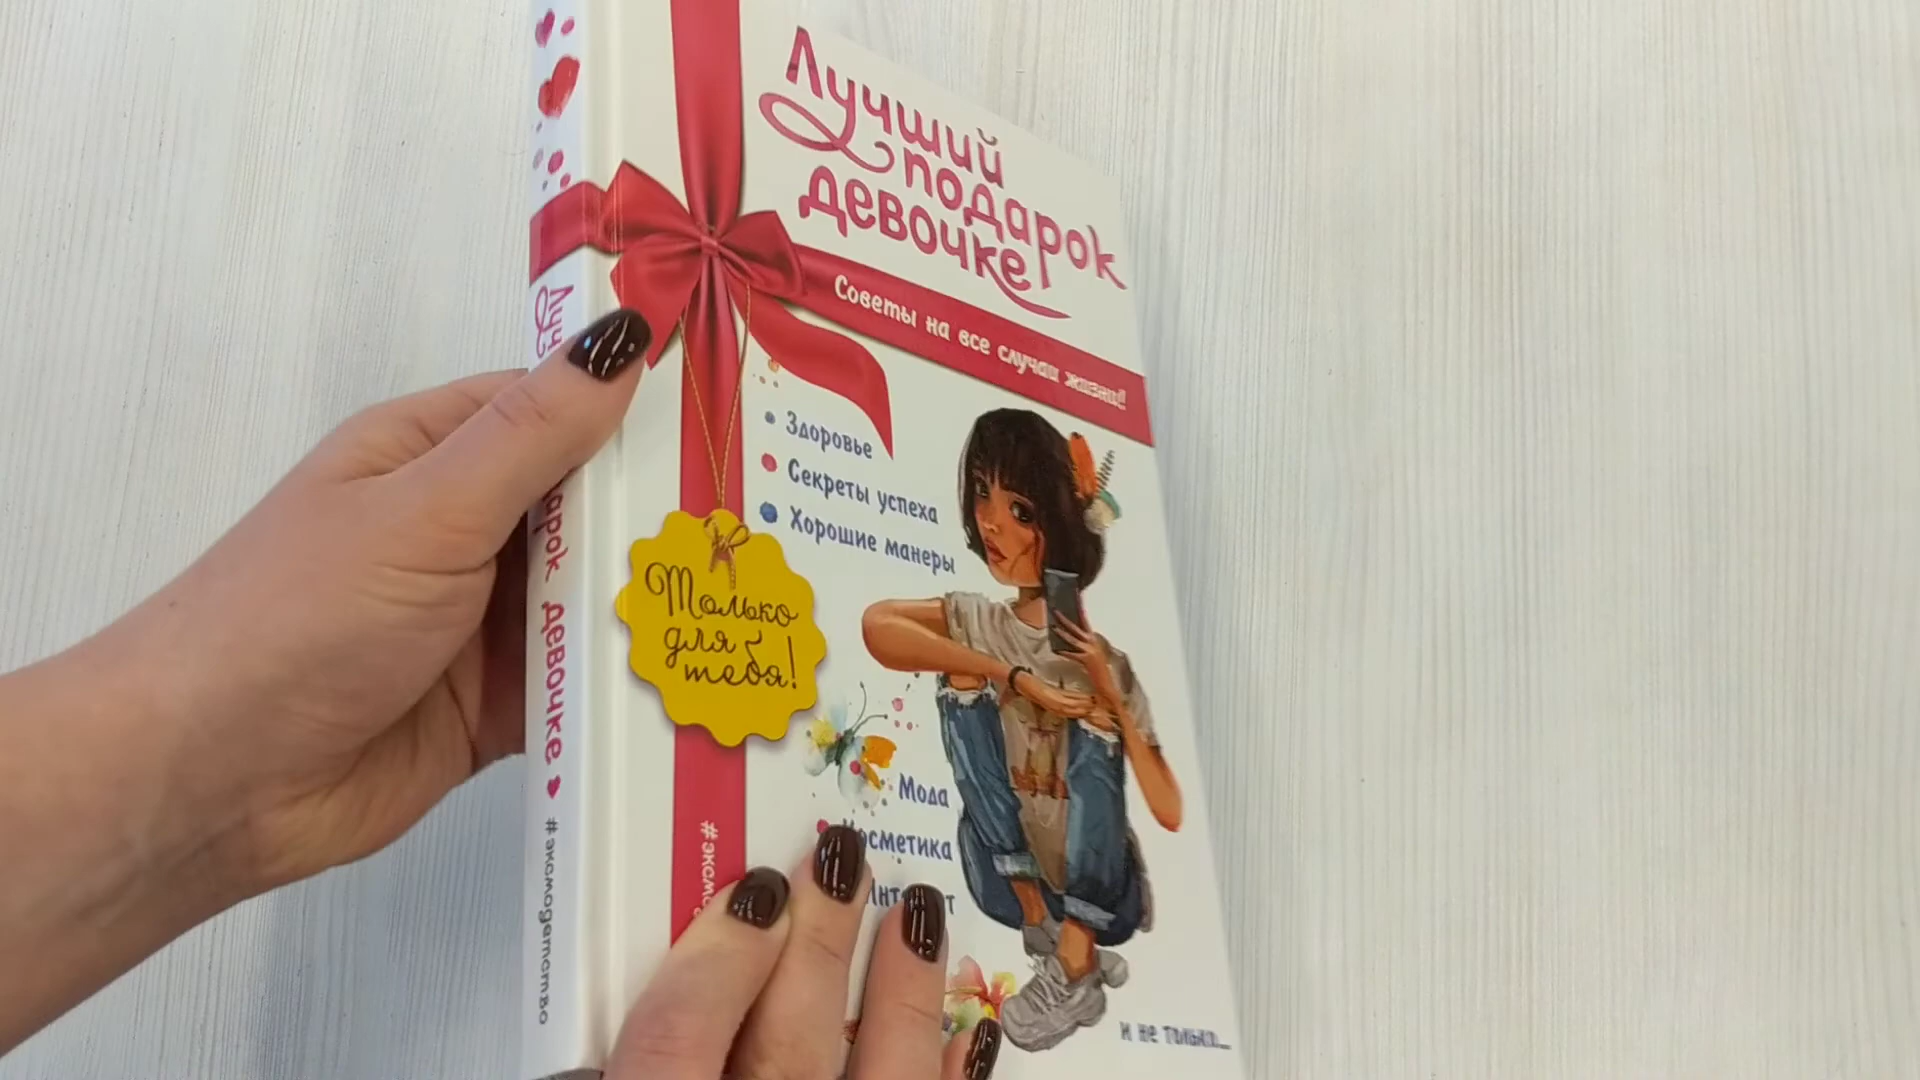 Лучший
подарок
девочке
Советы на все случаи жизни!
Здоровье
Секреты успеха
Хорошие манеры
Только
для
тебя!
Мода
Косметика
и не только...
девочке
#эксмодетство